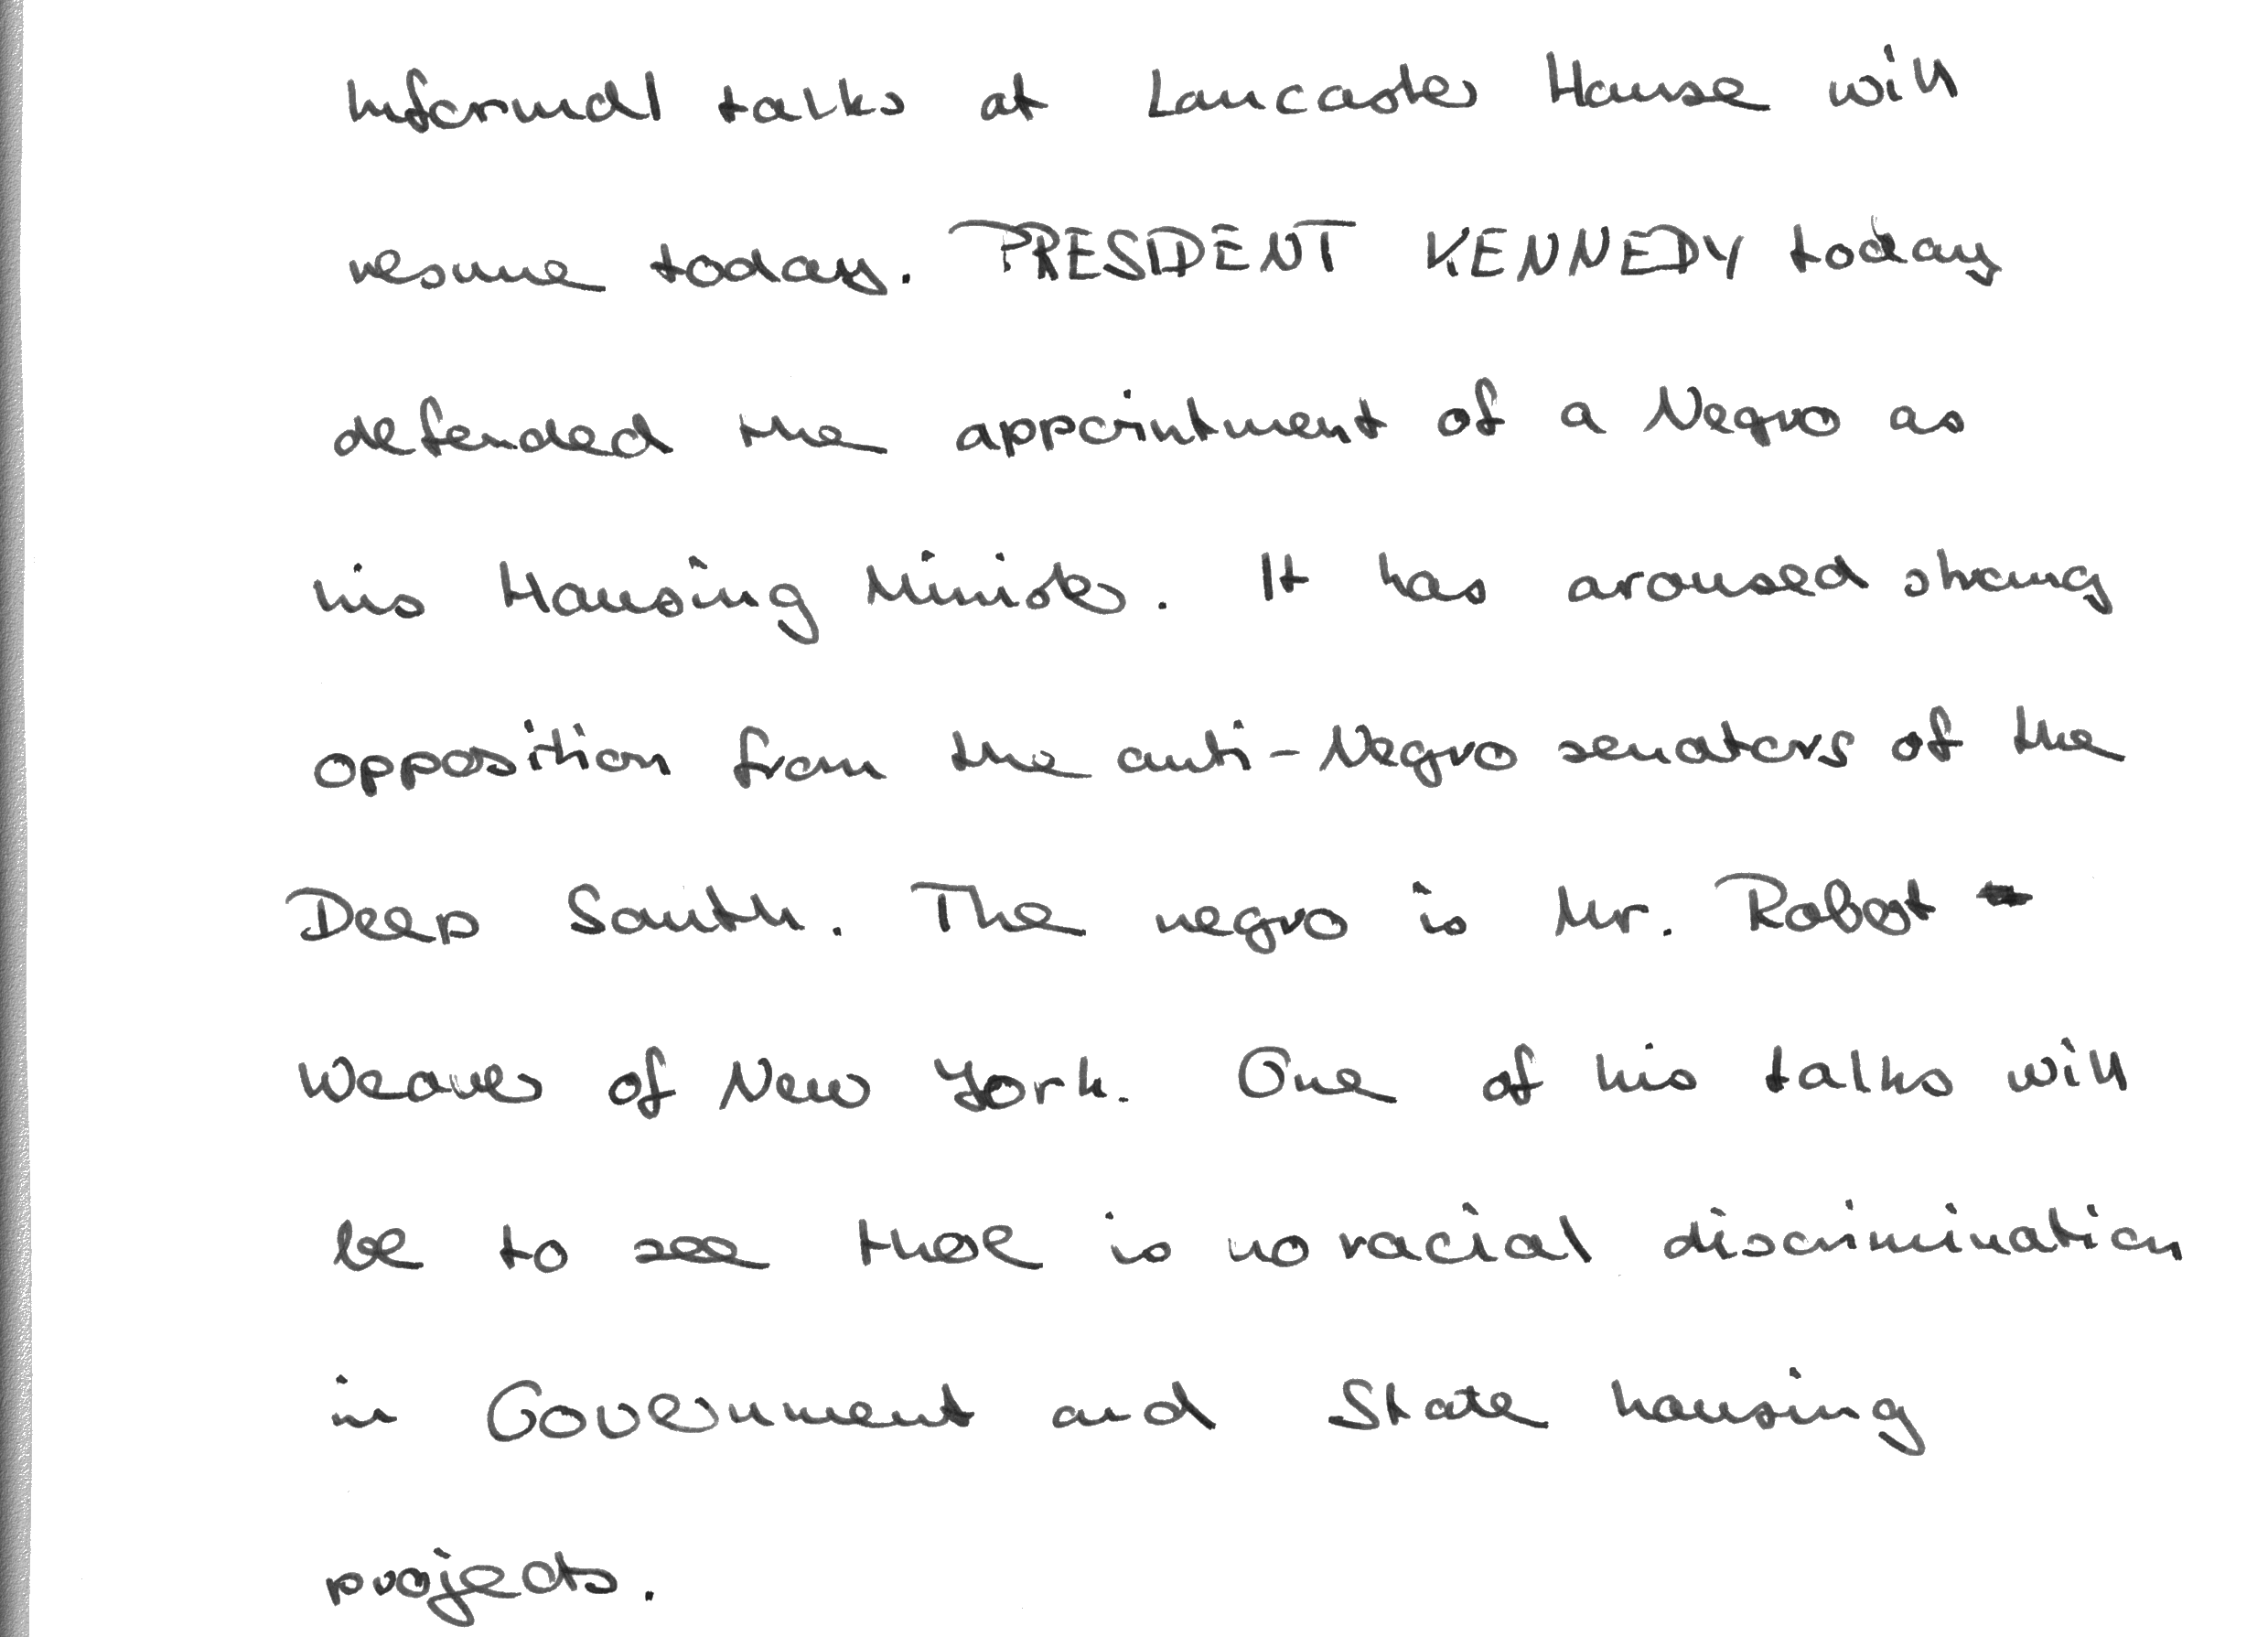 Informal talks at Lancaster House will
resume today. PRESIDENT KENNEDY today
defended the appointment of a Negro as
his Housing Minister. It has aroused strong
opposition from the anti-Negro senators of the
Deep South. The negro is Mr. Robert
Weaver of New York. One of his talks will
be to see there is no racial discrimination
in Government and State housing
projects.